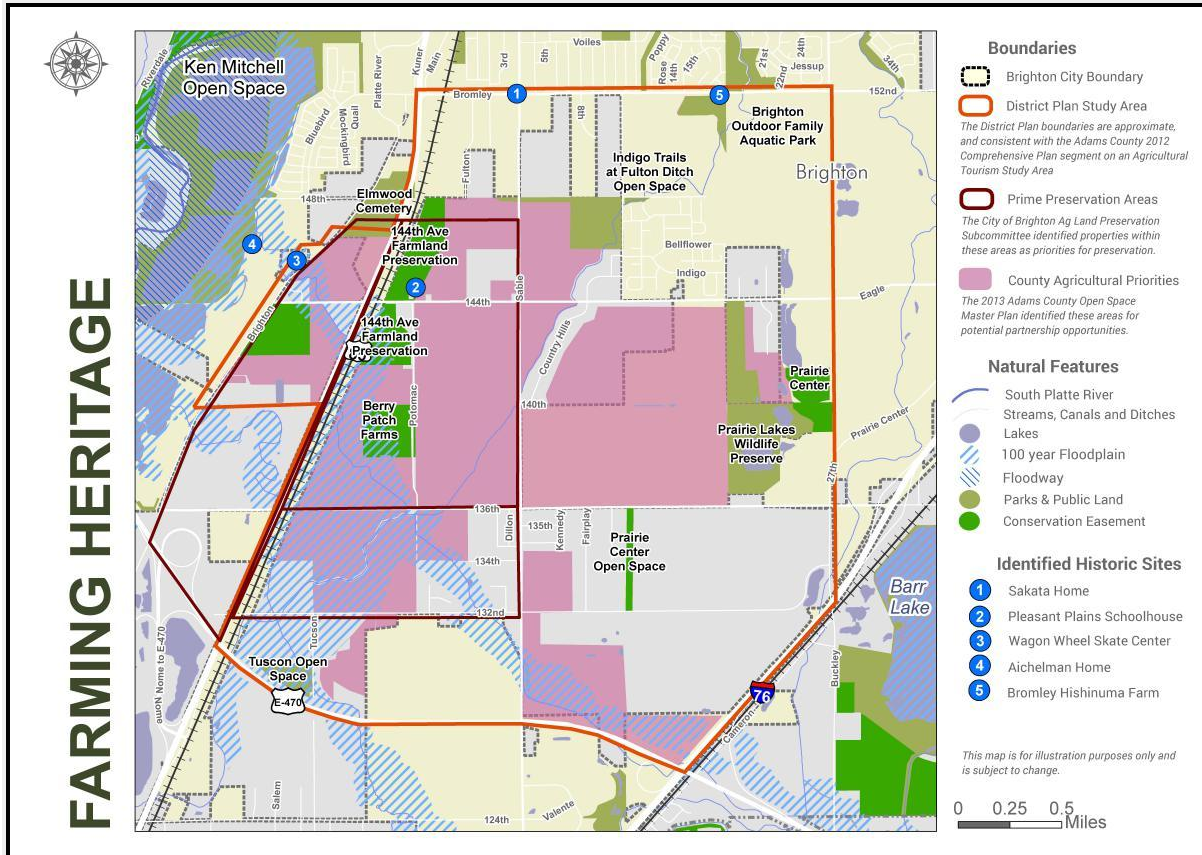 FARMING HERITAGE
Ken Mitchell
Open Space
Riverdale
Platte River
Kuner
Main
3rd
5th
Voiles
Poppy
Rose
14th
15th
21st
22nd
24th
Jessup
34th
Bromley
1
5
152nd
Bluebird
Mockingbird
Quail
8th
Brighton
Outdoor Family
Aquatic Park
Fulton
Indigo Trails
at Fulton Ditch
Open Space
Brighton
148th
Elmwood
Cemetery
4
3
144th Ave
Farmland
Preservation
Bellflower
Indigo
2
144th
Sable
Eagle
Brighton
144th Ave
Farmland
Preservation
Country Hills
Prairie
Center
Potomac
140th
Berry
Patch
Farms
Prairie Lakes
Wildlife
Preserve
Prairie Center
27th
136th
Dillon
135th
Kennedy
Fairplay
Prairie
Center
Open Space
134th
Barr
Lake
132nd
Tucson
Tuscon Open
Space
E-470
None to E-470
None
76
Cameron
Buckley
Salem
124th
Valente
Boundaries
Brighton City Boundary
District Plan Study Area
The District Plan boundaries are approximate,
and consistent with the Adams County 2012
Comprehensive Plan segment on an Agricultural
Tourism Study Area
Prime Preservation Areas
The City of Brighton Ag Land Preservation
Subcommittee identified properties within
these areas as priorities for preservation.
County Agricultural Priorities
The 2013 Adams County Open Space
Master Plan identified these areas for
potential partnership opportunities.
Natural Features
South Platte River
Streams, Canals and Ditches
Lakes
100 year Floodplain
Floodway
Parks & Public Land
Conservation Easement
Identified Historic Sites
1 Sakata Home
2 Pleasant Plains Schoolhouse
3 Wagon Wheel Skate Center
4 Aichelman Home
5 Bromley Hishinuma Farm
This map is for illustration purposes only and
is subject to change.
0 0.25 0.5
Miles